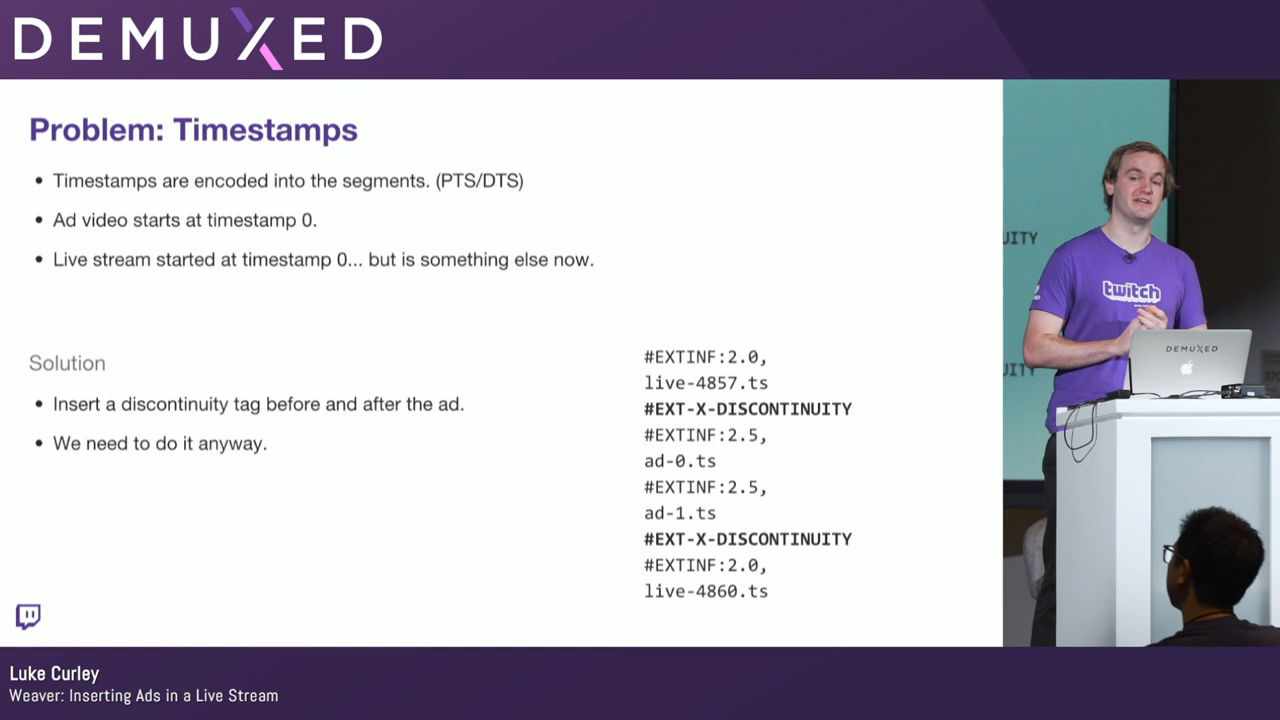 DEMUXED
Problem: Timestamps
• Timestamps are encoded into the segments. (PTS/DTS)
• Ad video starts at timestamp 0.
• Live stream started at timestamp 0... but is something else now.
Solution
• Insert a discontinuity tag before and after the ad.
• We need to do it anyway.
#EXTINF:2.0,
live-4857.ts
#EXT-X-DISCONTINUITY
#EXTINF:2.5,
ad-0.ts
#EXTINF:2.5,
ad-1.ts
#EXT-X-DISCONTINUITY
#EXTINF:2.0,
live-4860.ts
UITY
UIT
twitch
DEMUXED
Luke Curley
Weaver: Inserting Ads in a Live Stream